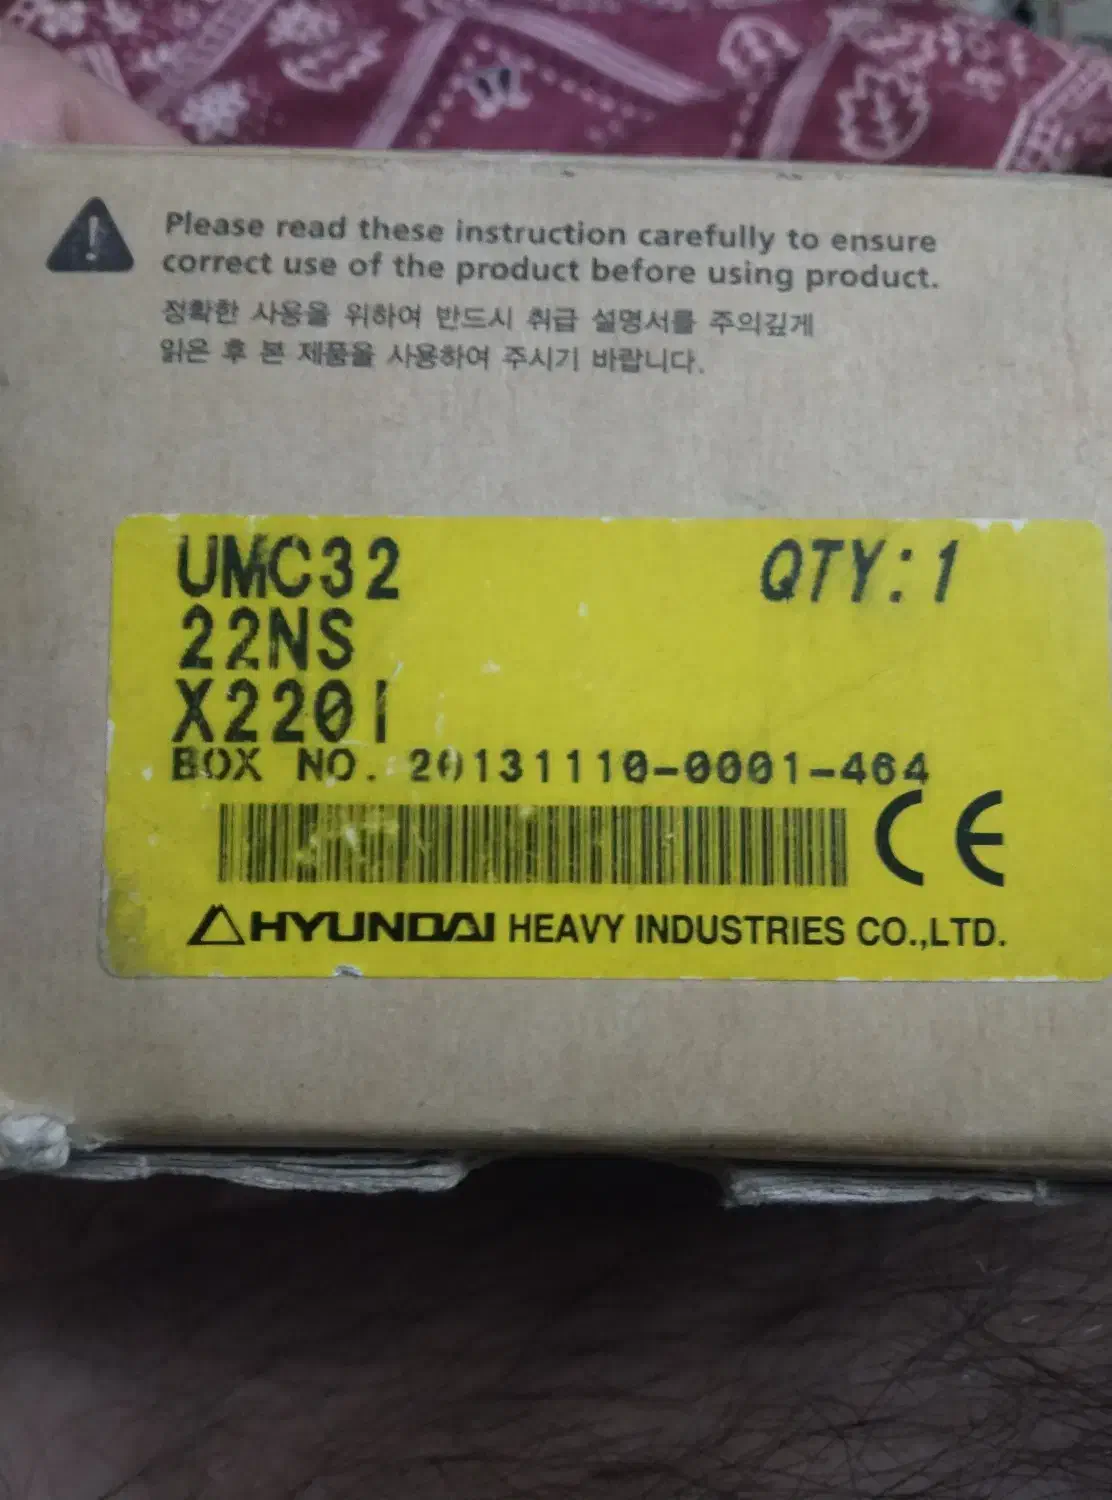 Please read these instruction carefully to ensure
correct use of the product before using product.
정확한 사용을 위하여 반드시 취급 설명서를 주의깊게
읽은 후 본 제품을 사용하여 주시기 바랍니다.
UMC32 QTY:1
22NS
X220I
BOX NO. 20131110-0001-464
CE
HYUNDAI HEAVY INDUSTRIES CO.,LTD.